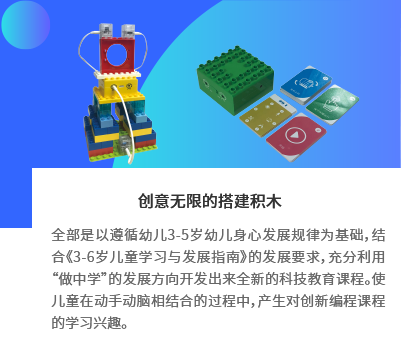 创意无限的搭建积木
全部是以遵循幼儿3-5岁幼儿身心发展规律为基础，结
合《3-6岁儿童学习与发展指南》的发展要求，充分利用
“做中学”的发展方向开发出来全新的科技教育课程。使
儿童在动手动脑相结合的过程中，产生对创新编程课程
的学习兴趣。